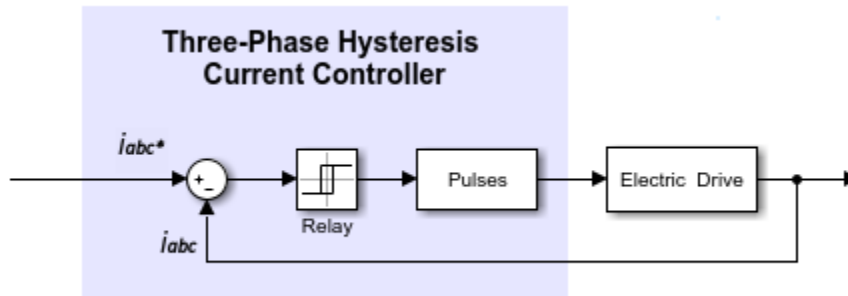 Three-Phase Hysteresis
Current Controller
iabc*
+
-
iabc
Relay
Pulses
Electric Drive